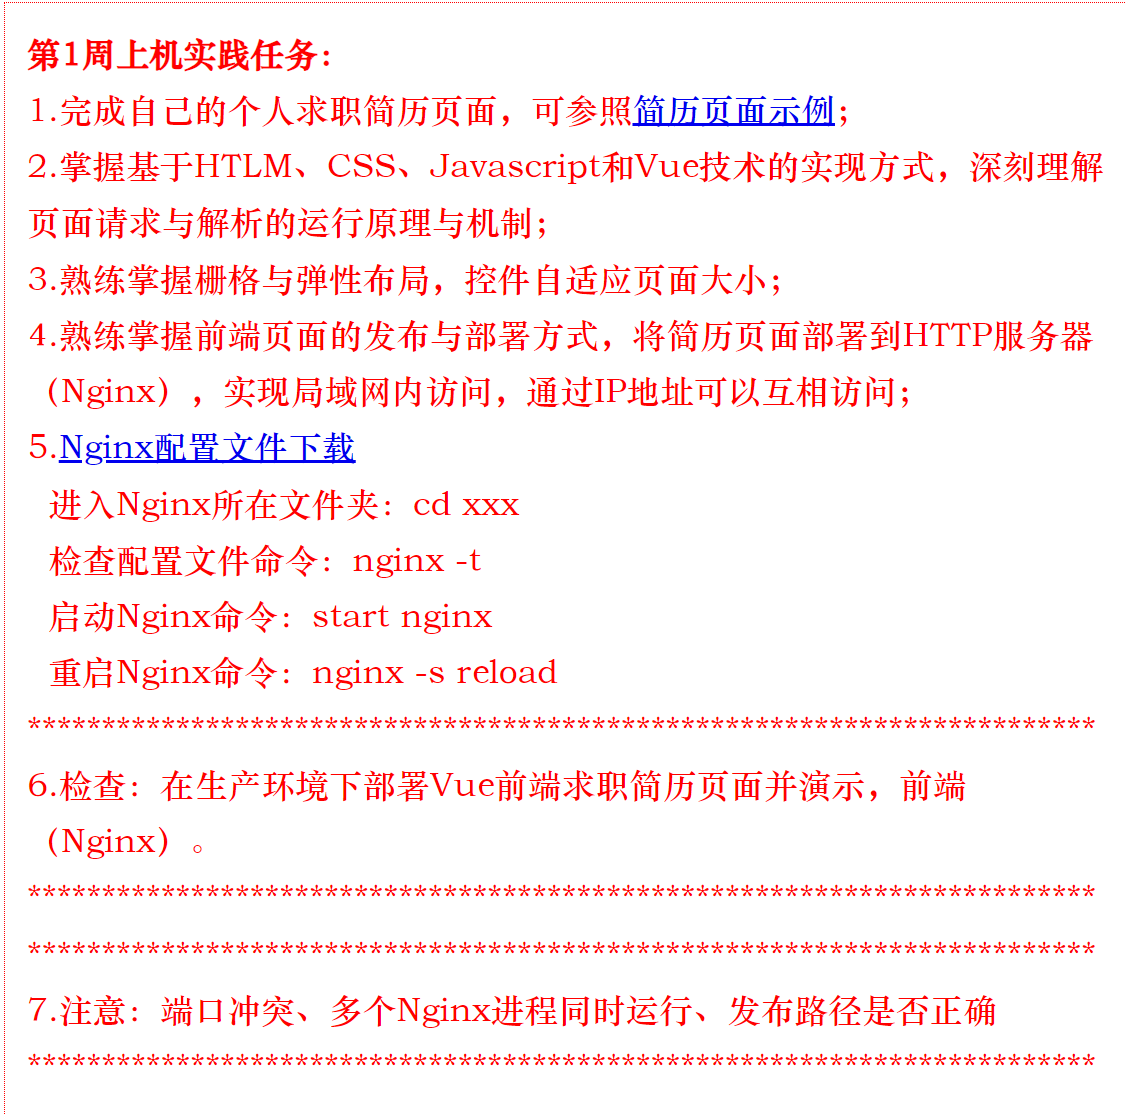 第1周上机实践任务：
1.完成自己的个人求职简历页面，可参照简历页面示例；
2.掌握基于HTLM、CSS、Javascript和Vue技术的实现方式，深刻理解
页面请求与解析的运行原理与机制；
3.熟练掌握栅格与弹性布局，控件自适应页面大小；
4.熟练掌握前端页面的发布与部署方式，将简历页面部署到HTTP服务器
（Nginx），实现局域网内访问，通过IP地址可以互相访问；
5.Nginx配置文件下载
进入Nginx所在文件夹：cd xxx
检查配置文件命令：nginx -t
启动Nginx命令：start nginx
重启Nginx命令：nginx -s reload
************************************************************************
6.检查：在生产环境下部署Vue前端求职简历页面并演示，前端
（Nginx）。
************************************************************************
************************************************************************
7.注意：端口冲突、多个Nginx进程同时运行、发布路径是否正确
************************************************************************